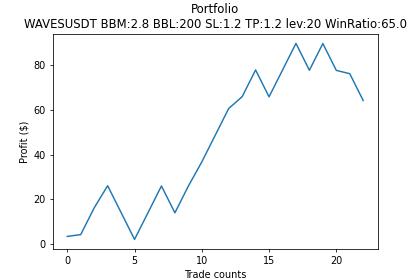 Portfolio
WAVESUSDT BBM:2.8 BBL:200 SL:1.2 TP:1.2 lev:20 WinRatio:65.0
Profit ($)
80
60
40
20
0
0 5 10 15 20
Trade counts